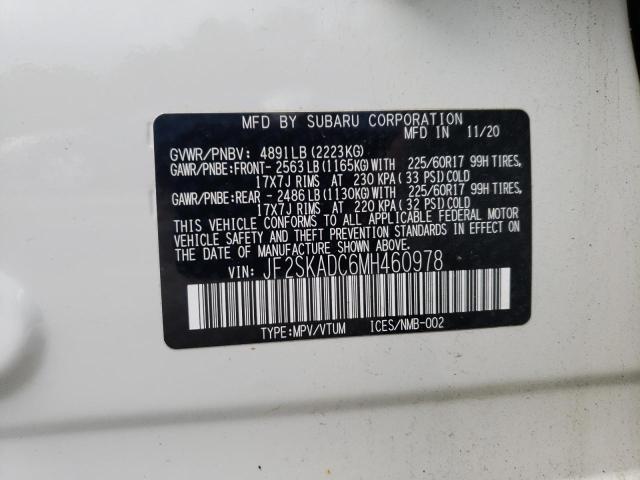 MFD BY SUBARU CORPORATION
MFD IN 11/20
GVWR/PNBV: 4891LB (2223KG)
GAWR/PNBE:FRONT- 2563LB (1165KG)WITH 225/60R17 99H TIRES,
17X7J RIMS AT 230 KPA (33 PSI)COLD
GAWR/PNBE:REAR - 2486LB (1130KG)WITH 225/60R17 99H TIRES,
17X7J RIMS AT 220 KPA (32 PSI)COLD
THIS VEHICLE CONFORMS TO ALL APPLICABLE FEDERAL MOTOR
VEHICLE SAFETY AND THEFT PREVENTION STANDARDS IN EFFECT
ON THE DATE OF MANUFACTURE SHOWN ABOVE.
VIN: JF2SKADC6MH460978
TYPE:MPV/VTUM ICES/NMB-002